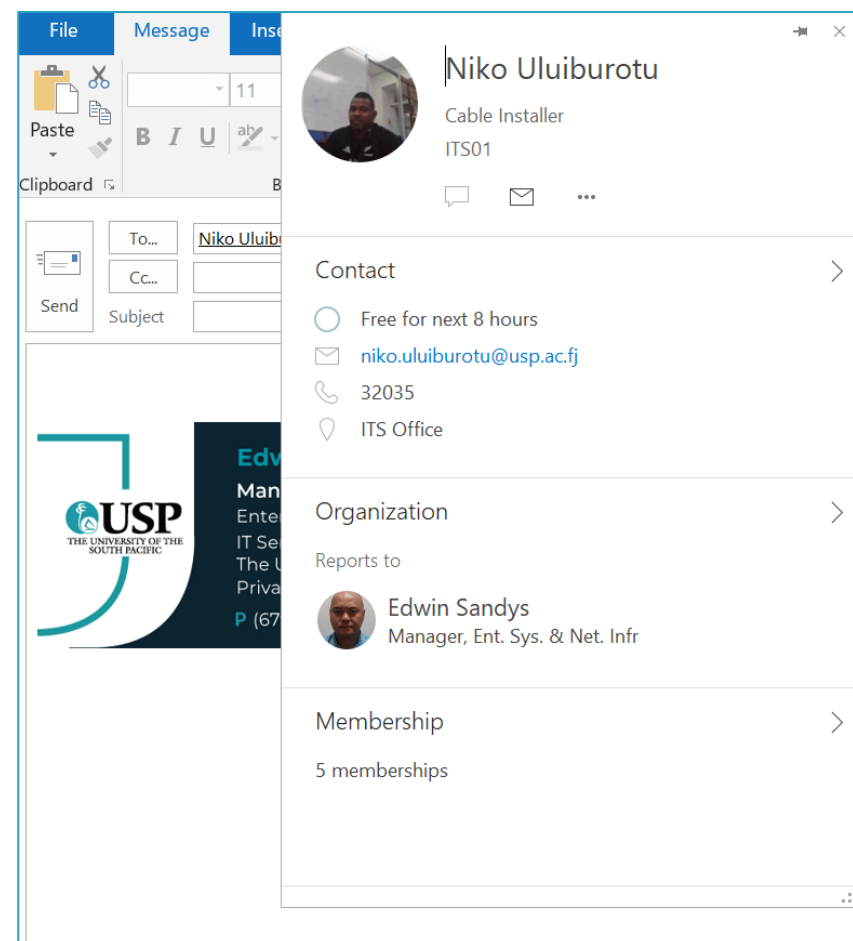 File Message Inse
11
Paste
B I U ab
Clipboard B
To... Niko Uluibu
Cc...
Send
Subject
Edv
Man
USP Ente
THE UNIVERSITY OF THE IT Se
SOUTH PACIFIC The U
Priva
P (67
Niko Uluiburotu
Cable Installer
ITS01
Contact
Free for next 8 hours
niko.uluiburotu@usp.ac.fj
32035
ITS Office
Organization
Reports to
Edwin Sandys
Manager, Ent. Sys. & Net. Infr
Membership
5 memberships